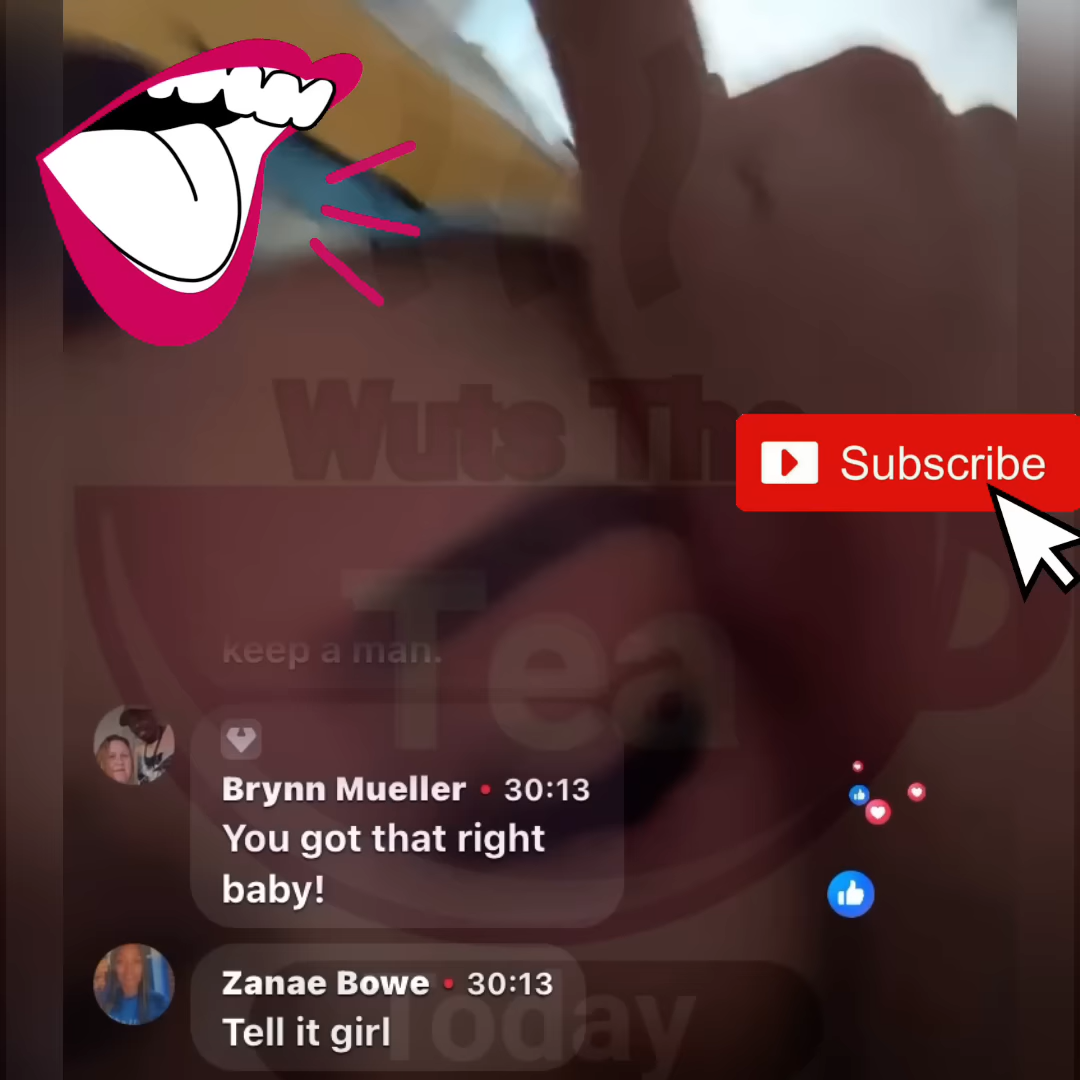 Wuts The
Subscribe
Tea
keep a man.
Brynn Mueller • 30:13
You got that right
baby!
Zanae Bowe • 30:13
Tell it girl
Today